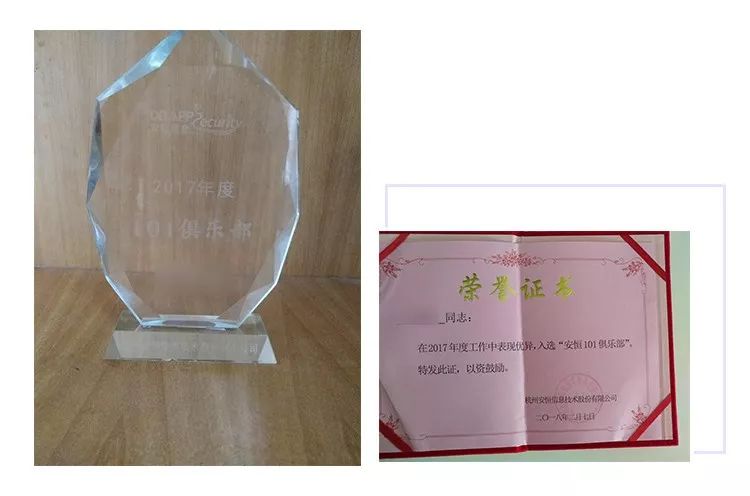 DBAPPSecurity
2017年度
101俱乐部
荣誉证书
同志:
在2017年度工作中表现优异,入选“安恒101俱乐部”。
特发此证,以资鼓励。
杭州安恒信息技术股份有限公司
二〇一八年二月七日